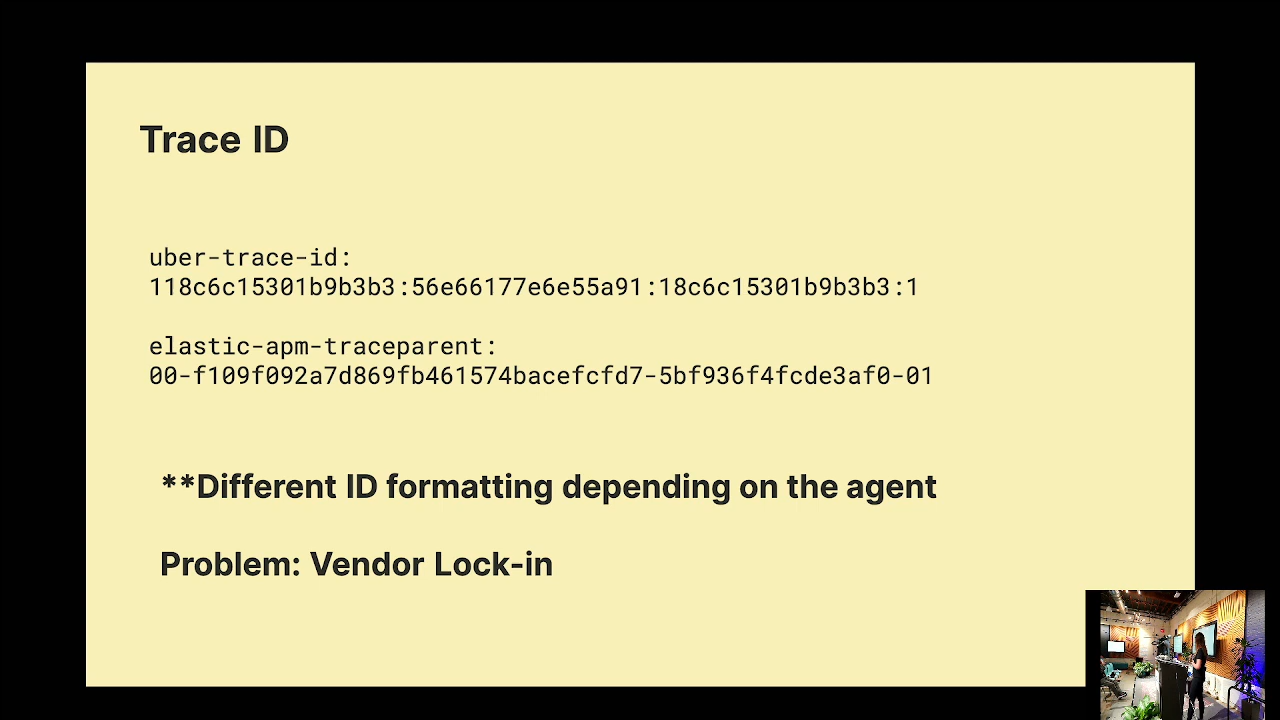 Trace ID
uber-trace-id:
118c6c15301b9b3b3:56e66177e6e55a91:18c6c15301b9b3b3:1
elastic-apm-traceparent:
00-f109f092a7d869fb461574bacefcfd7-5bf936f4fcde3af0-01
**Different ID formatting depending on the agent
Problem: Vendor Lock-in